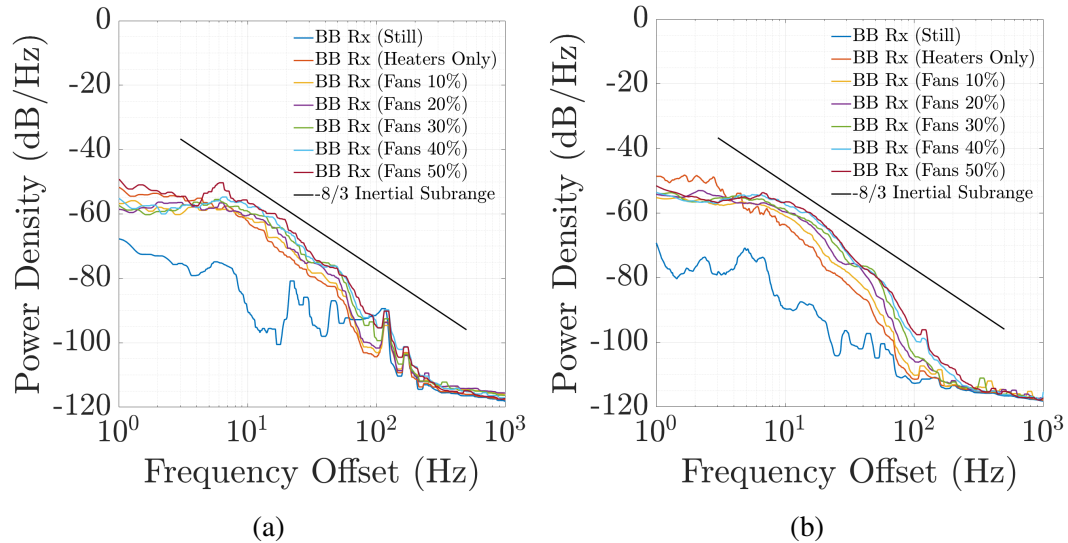 0
-20
-40
-60
-80
-100
-120
Power Density (dB/Hz)
BB Rx (Still)
BB Rx (Heaters Only)
BB Rx (Fans 10%)
BB Rx (Fans 20%)
BB Rx (Fans 30%)
BB Rx (Fans 40%)
BB Rx (Fans 50%)
-8/3 Inertial Subrange
10^0
10^1
10^2
10^3
Frequency Offset (Hz)
(a)
0
-20
-40
-60
-80
-100
-120
Power Density (dB/Hz)
BB Rx (Still)
BB Rx (Heaters Only)
BB Rx (Fans 10%)
BB Rx (Fans 20%)
BB Rx (Fans 30%)
BB Rx (Fans 40%)
BB Rx (Fans 50%)
-8/3 Inertial Subrange
10^0
10^1
10^2
10^3
Frequency Offset (Hz)
(b)